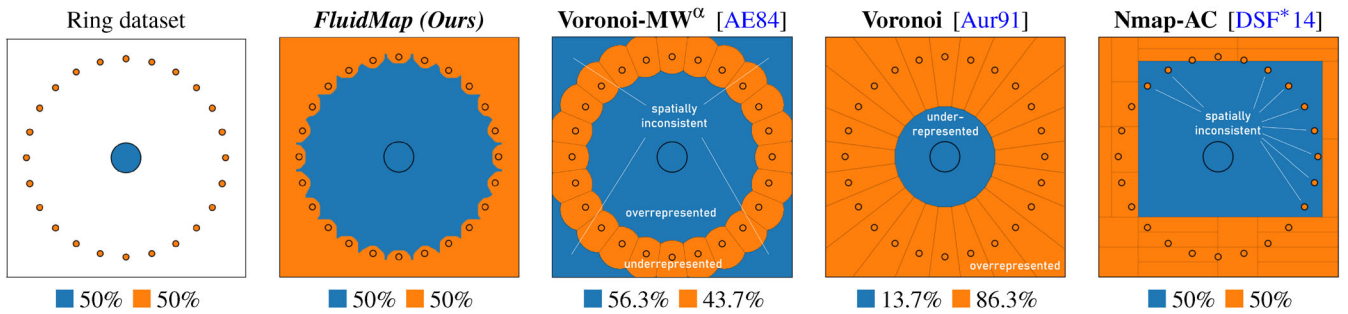 Ring dataset
FluidMap (Ours)
Voronoi-MWα [AE84]
Voronoi [Aur91]
Nmap-AC [DSF*14]
spatially
inconsistent
overrepresented
underrepresented
under-
represented
overrepresented
spatially
inconsistent
50% 50%
50% 50%
56.3% 43.7%
13.7% 86.3%
50% 50%